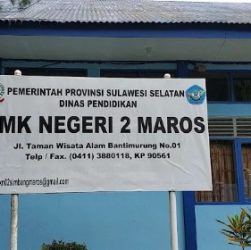 PEMERINTAH PROVINSI SULAWESI SELATAN
DINAS PENDIDIKAN
MK NEGERI 2 MAROS
Jl. Taman Wisata Alam Bantimurung No.01
Telp / Fax. (0411) 3880118, KP 90561